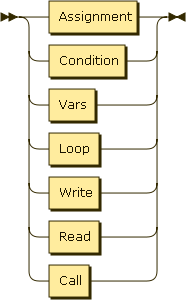 Assignment
Condition
Vars
Loop
Write
Read
Call